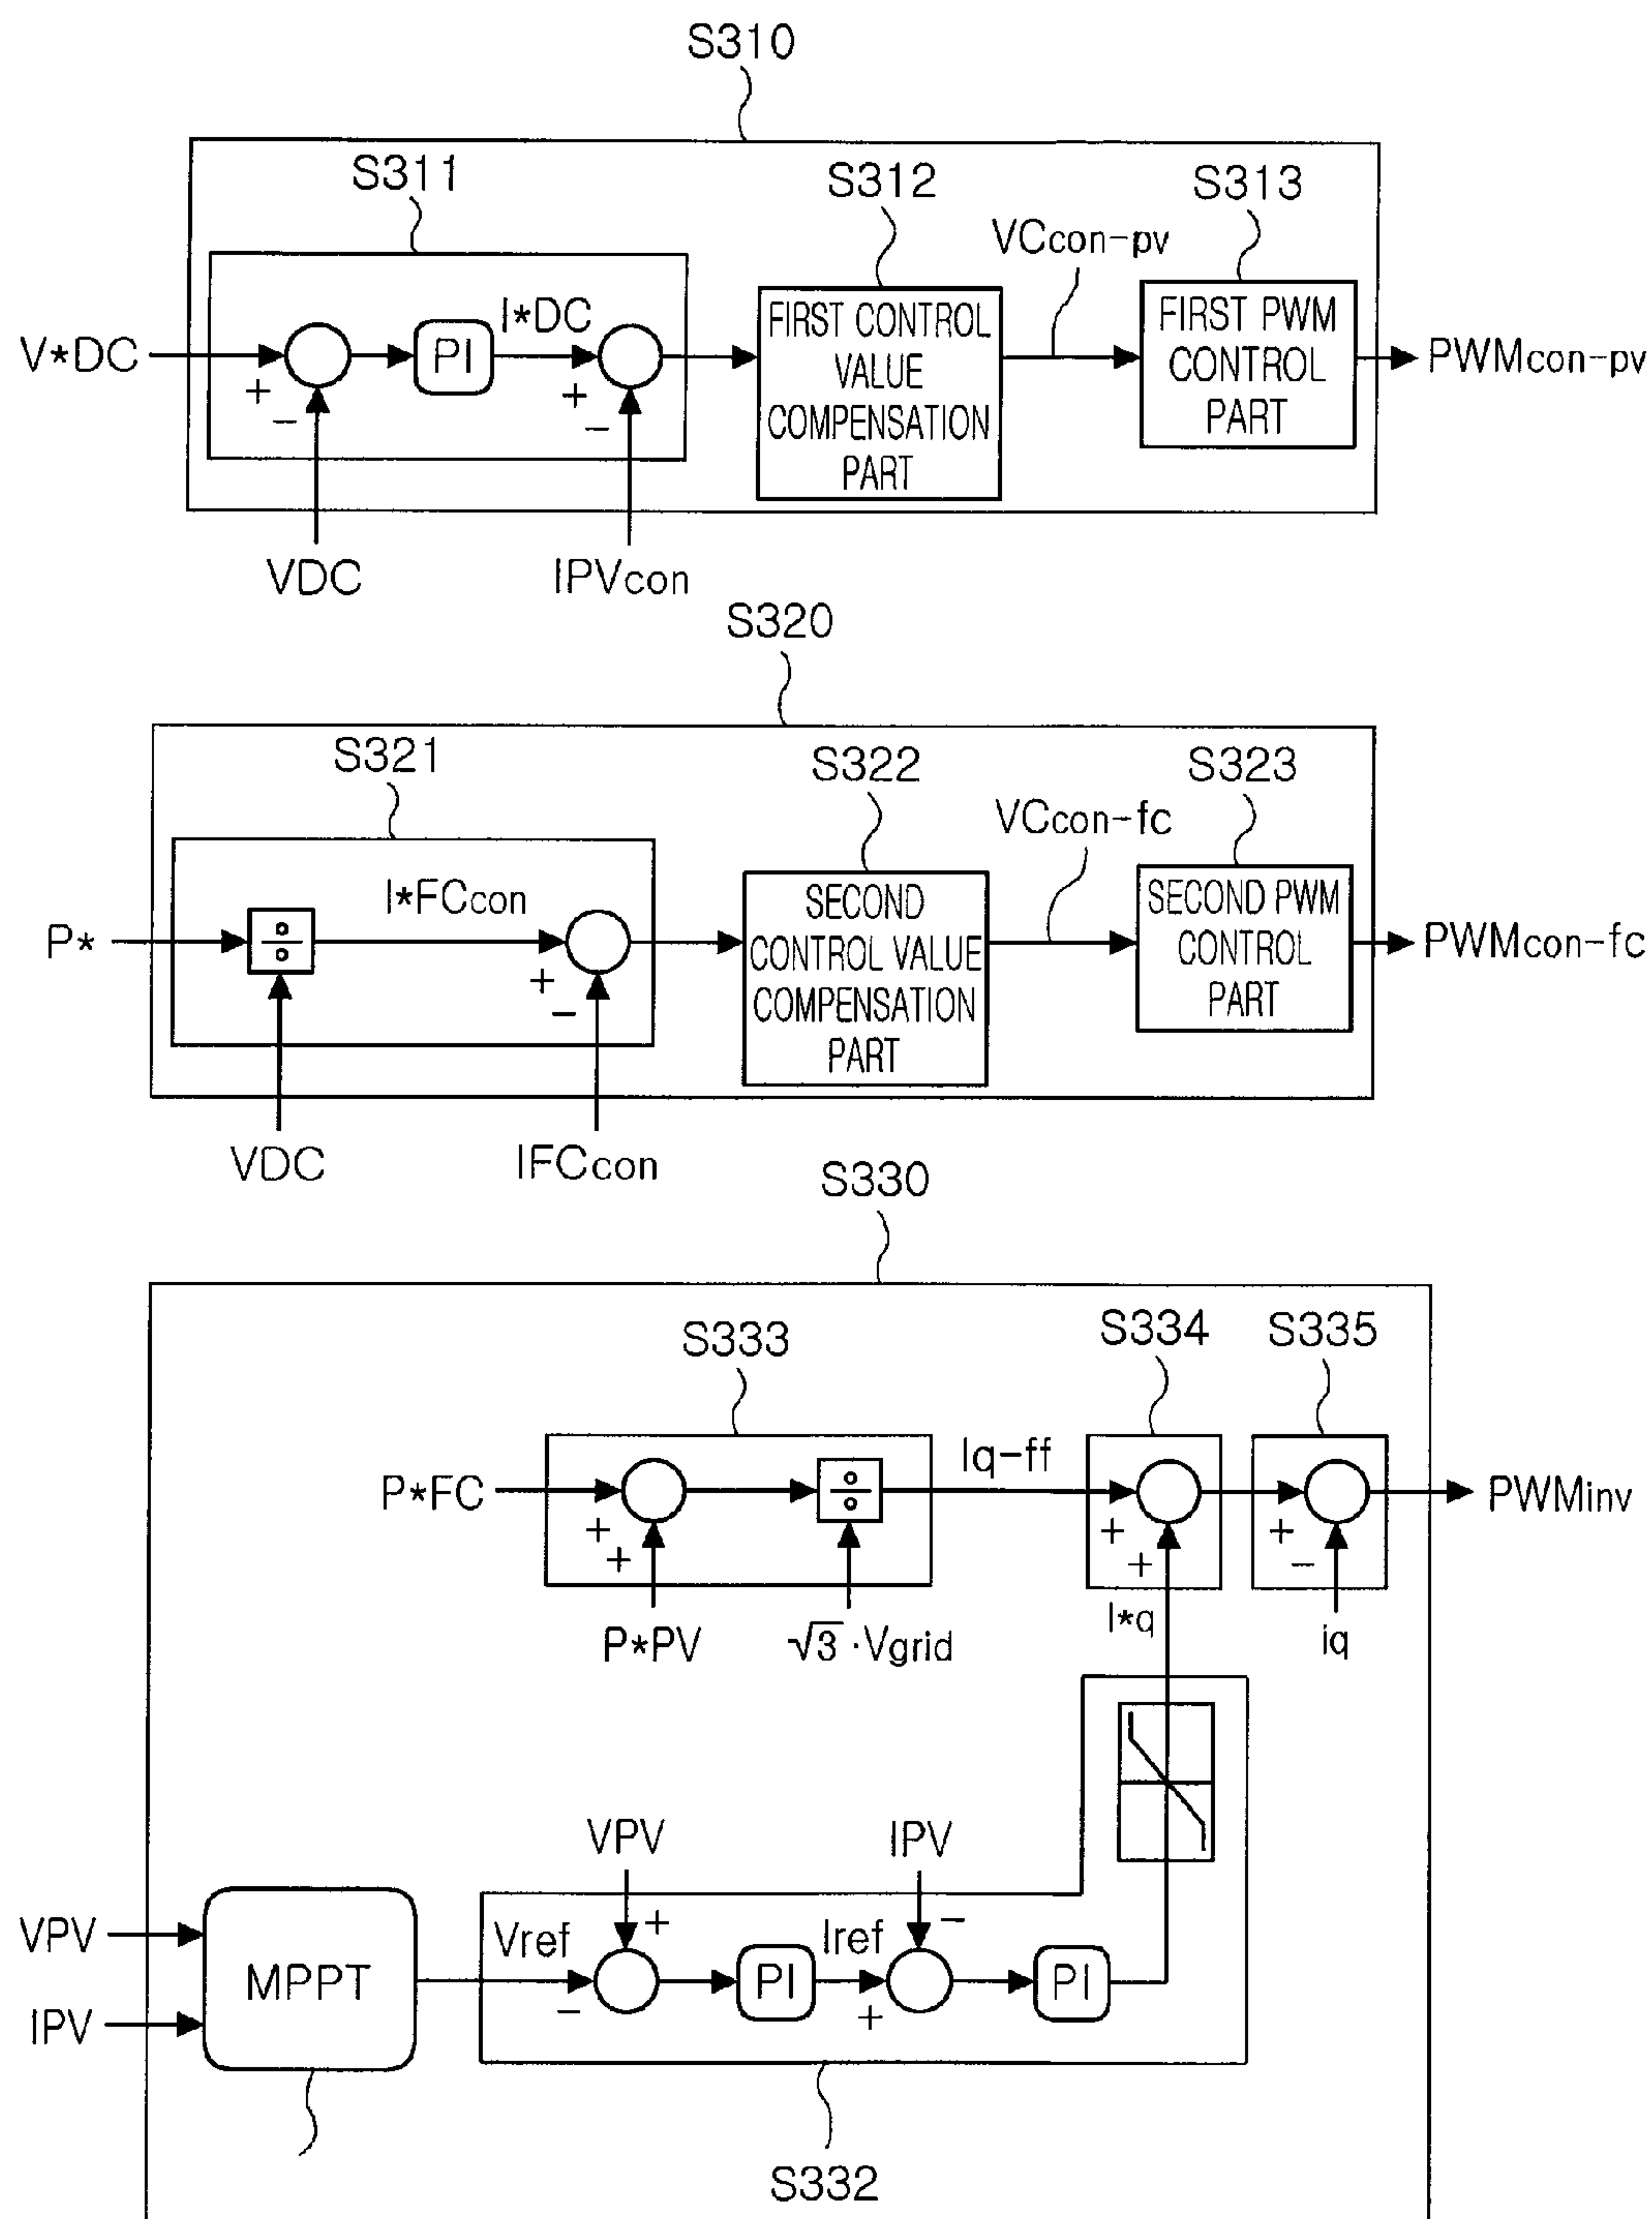 S310
S311
S312
S313
VCcon-pv
V*DC
+
−
PI
I*DC
+
−
FIRST CONTROL
VALUE
COMPENSATION
PART
FIRST PWM
CONTROL
PART
PWMcon-pv
VDC
IPVcon
S320
S321
S322
S323
VCcon-fc
P*
÷
I*FCcon
+
−
SECOND
CONTROL VALUE
COMPENSATION
PART
SECOND PWM
CONTROL
PART
PWMcon-fc
VDC
IFCcon
S330
S333
S334
S335
P*FC
+
+
÷
Iq-ff
+
+
+
−
PWMinv
P*PV
√3·Vgrid
I*q
iq
VPV
IPV
VPV
IPV
MPPT
Vref
+
−
PI
Iref
−
+
PI
S332